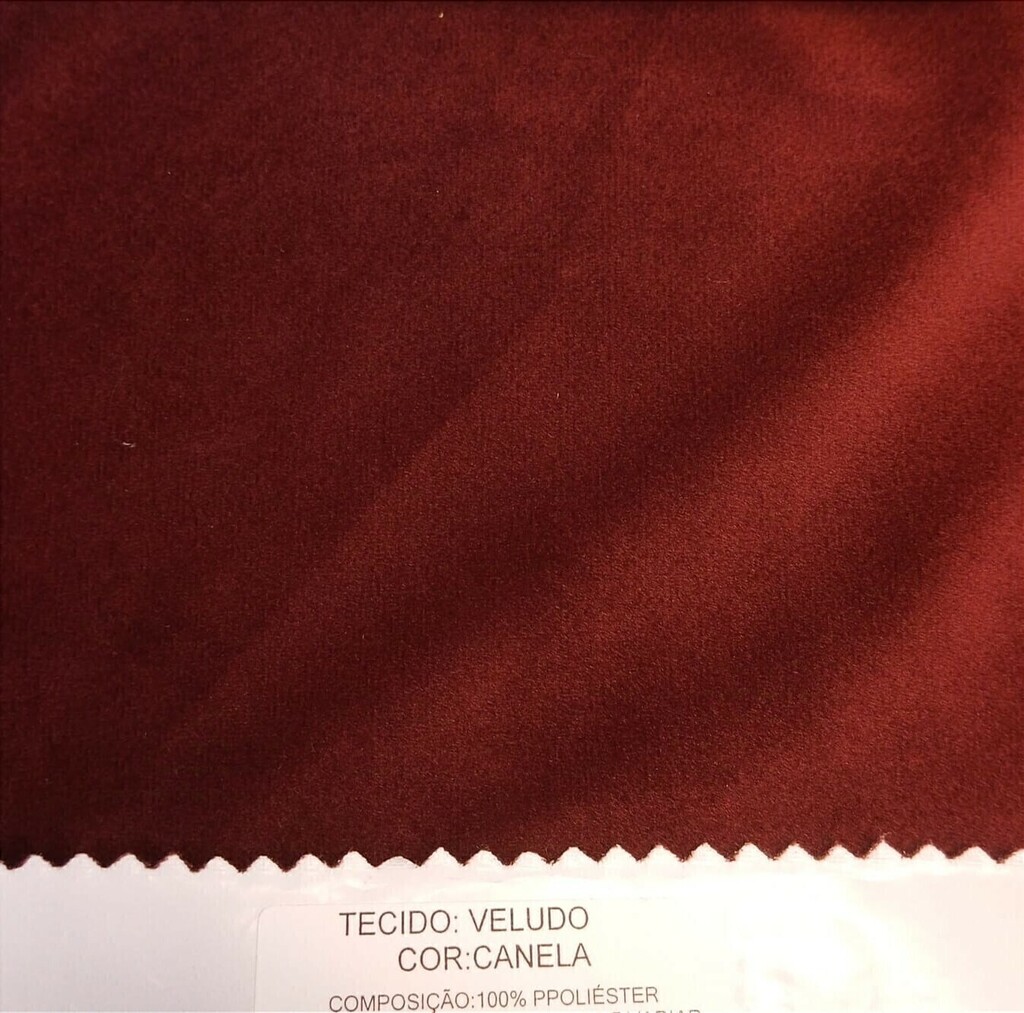 TECIDO: VELUDO
COR:CANELA
COMPOSIÇÃO:100% PPOLIÉSTER